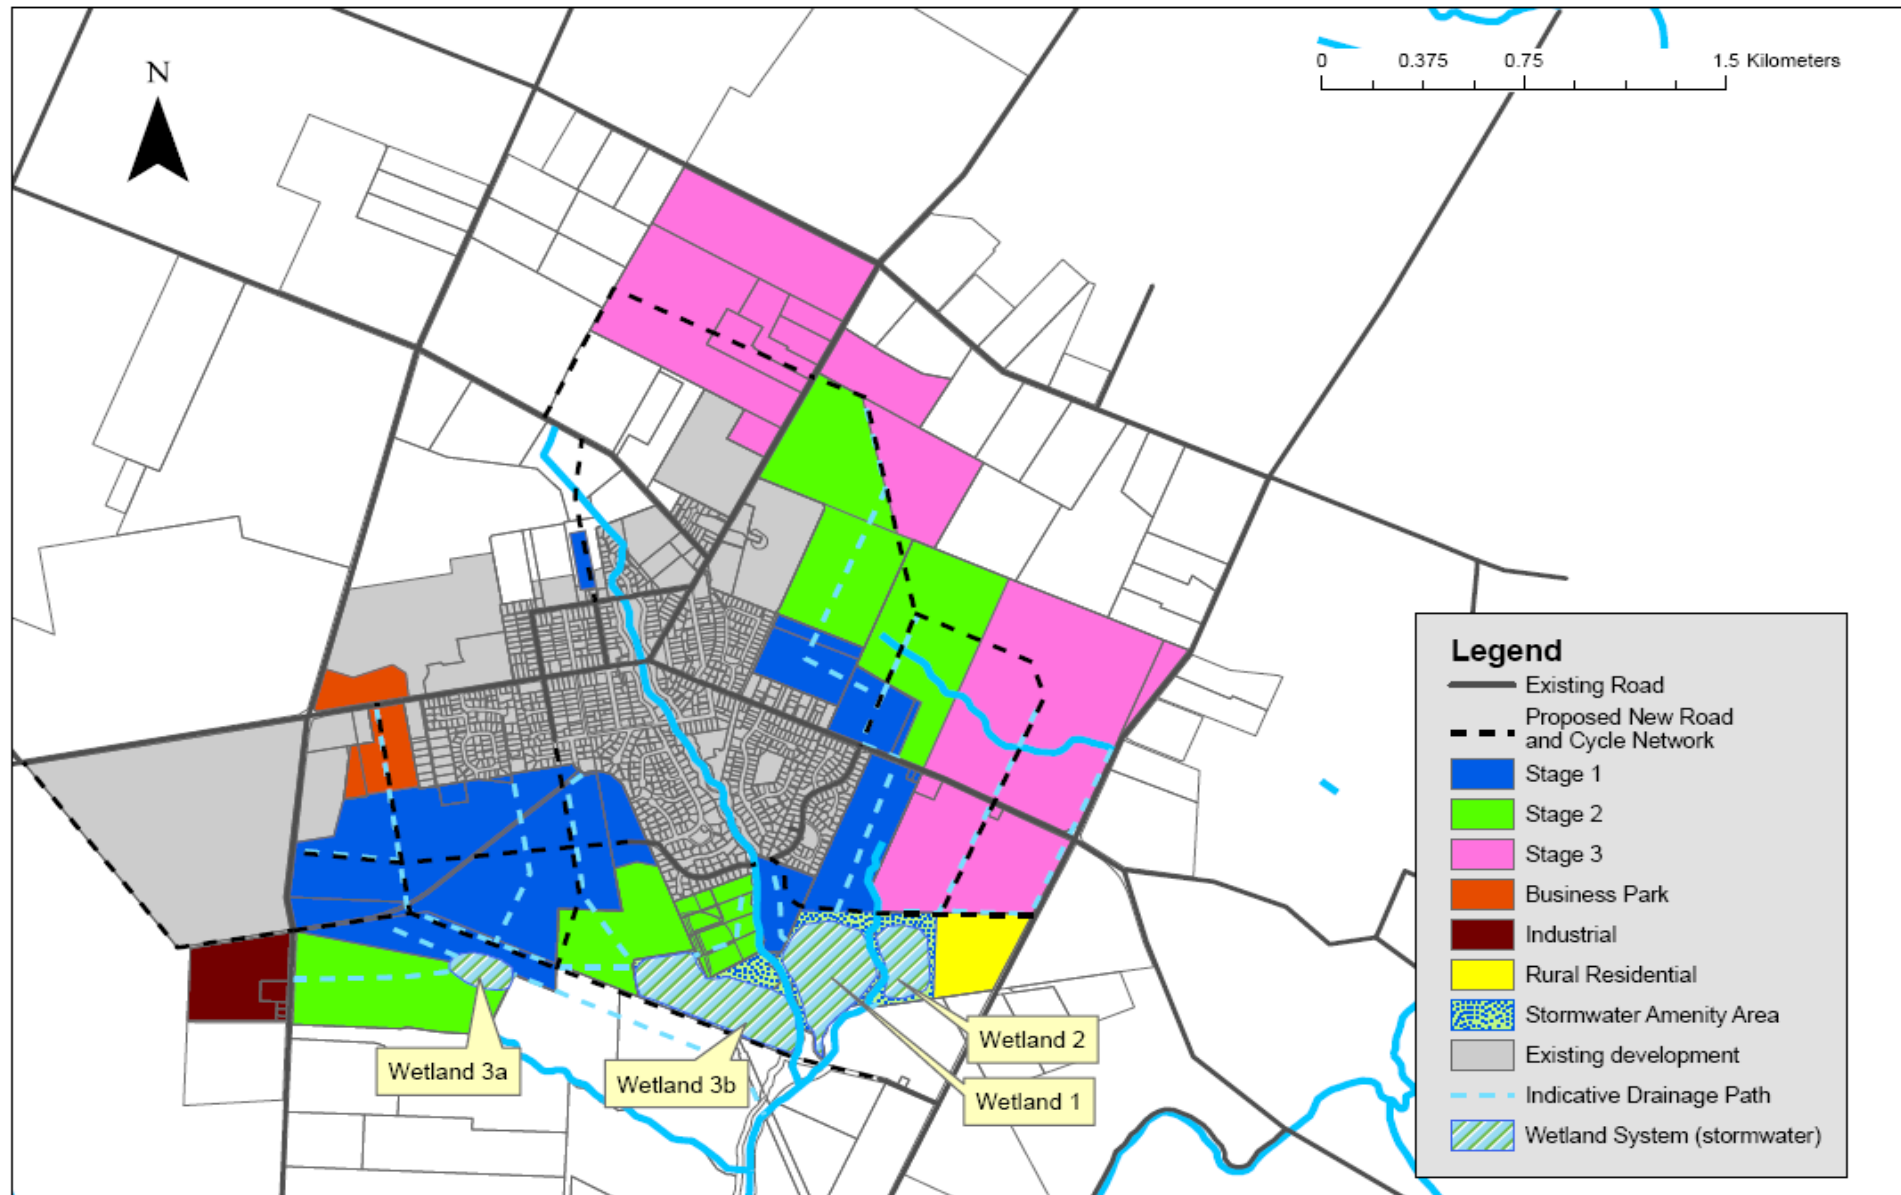 N
0 0.375 0.75 1.5 Kilometers
Legend
Existing Road
Proposed New Road
and Cycle Network
Stage 1
Stage 2
Stage 3
Business Park
Industrial
Rural Residential
Stormwater Amenity Area
Existing development
Indicative Drainage Path
Wetland System (stormwater)
Wetland 2
Wetland 3a
Wetland 3b
Wetland 1